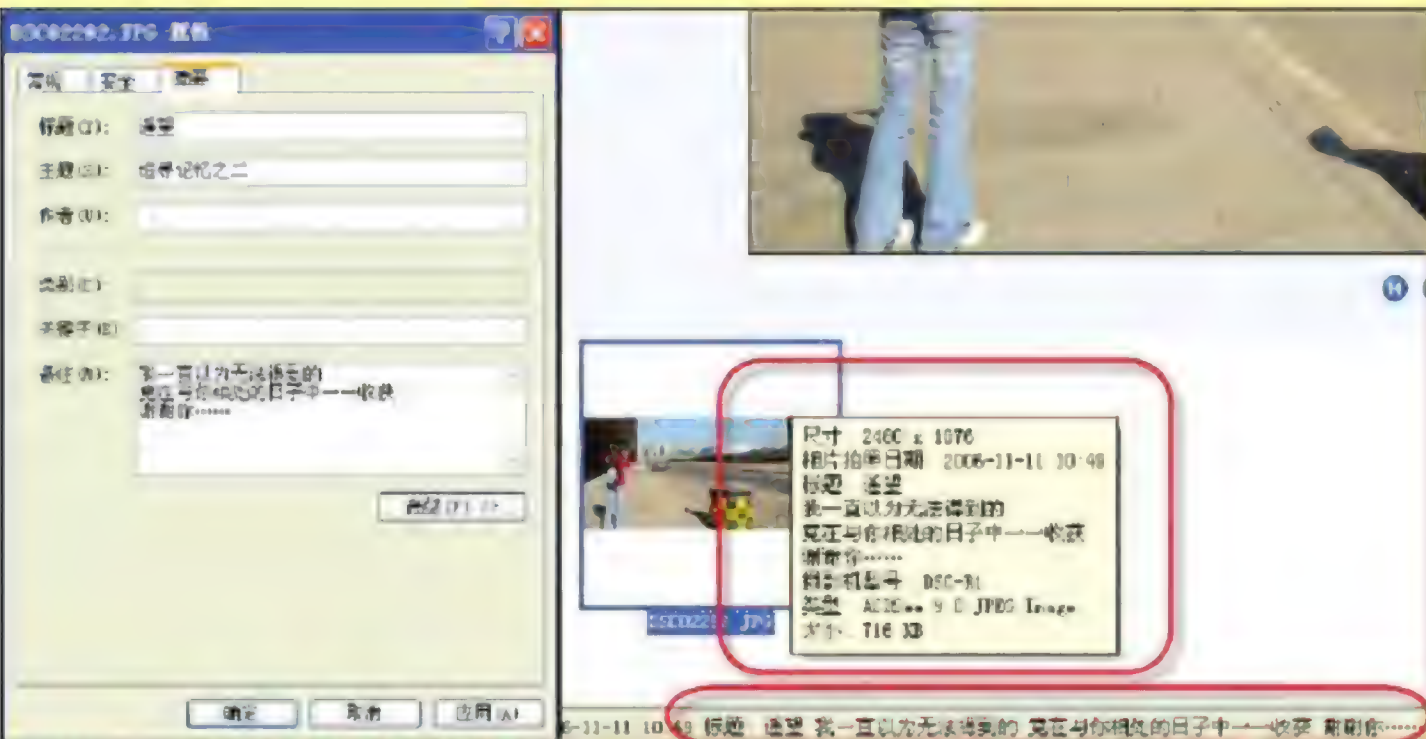 DSC02292.JPG 属性
常规 安全 摘要
标题(T): 遥望
主题(S): 追寻记忆之二
作者(U):
类别(C):
关键字(K)
备注(M): 我一直以为无法得到的
竟在与你相处的日子中一一收获
谢谢你……
高级(V) >>
确定 取消 应用(A)
尺寸 2460 x 1076
相片拍摄日期 2006-11-11 10:48
标题 遥望
我一直以为无法得到的
竟在与你相处的日子中一一收获
谢谢你……
照相机型号 DSC-R1
类型 ACDSee 9.0 JPEG Image
大小 716 KB
DSC02292.JPG
6-11-11 10:48 标题 遥望 我一直以为无法得到的 竟在与你相处的日子中一一收获 谢谢你……
H